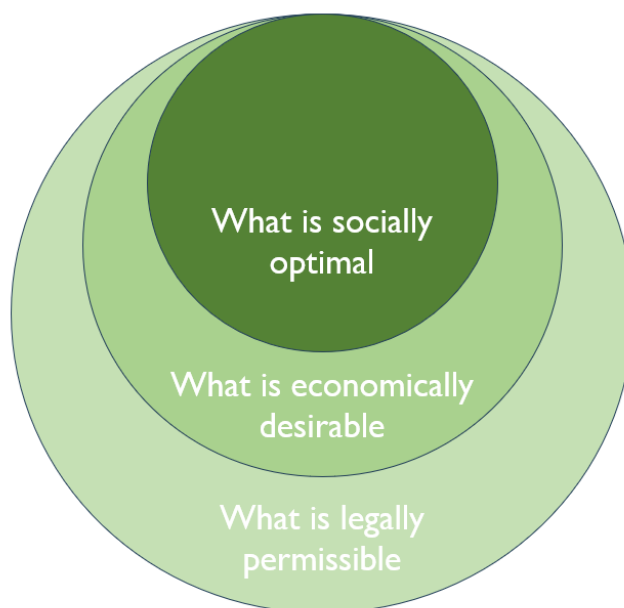 What is socially
optimal
What is economically
desirable
What is legally
permissible